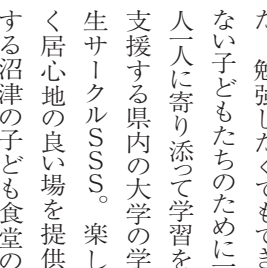 た。勉強したくてもでき
ない子どもたちのために一
人一人に寄り添って学習を
支援する県内の大学の学
生サークルSSS。楽し
く居心地の良い場を提供
する沼津の子ども食堂の